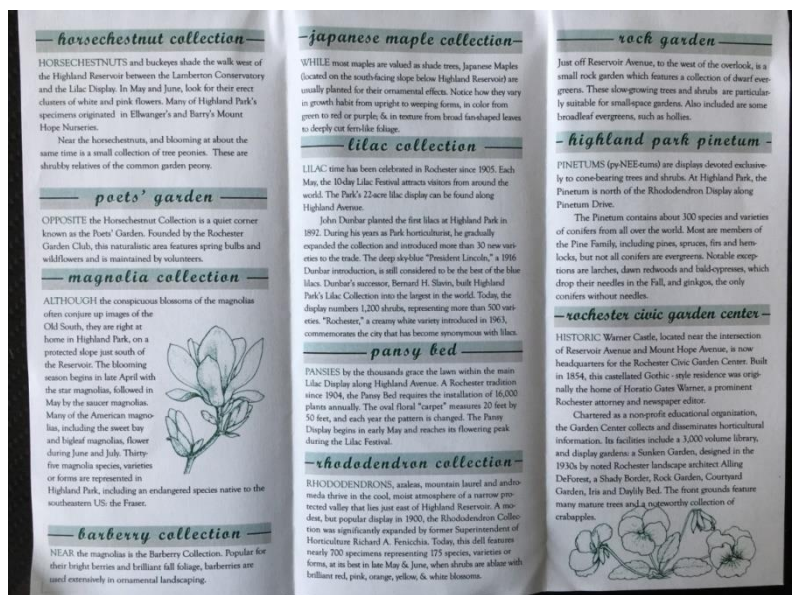 horsechestnut collection
HORSECHESTNUTS and buckeyes shade the walk west of
the Highland Reservoir between the Lamberton Conservatory
and the Lilac Display. In May and June, look for their erect
clusters of white and pink flowers. Many of Highland Park's
specimens originated in Ellwanger's and Barry's Mount
Hope Nurseries.
Near the horsechestnuts, and blooming at about the
same time is a small collection of tree peonies. These are
shrubby relatives of the common garden peony.
poets' garden
OPPOSITE the Horsechestnut Collection is a quiet corner
known as the Poets' Garden. Founded by the Rochester
Garden Club, this naturalistic area features spring bulbs and
wildflowers and is maintained by volunteers.
magnolia collection
ALTHOUGH the conspicuous blossoms of the magnolias
often conjure up images of the
Old South, they are right at
home in Highland Park, on a
protected slope just south of
the Reservoir. The blooming
season begins in late April with
the star magnolias, followed in
May by the saucer magnolias.
Many of the American magno-
lias, including the sweet bay
and bigleaf magnolias, flower
during June and July. Thirty-
five magnolia species, varieties
or forms are represented in
Highland Park, including an endangered species native to the
southeastern US: the Fraser.
barberry collection
NEAR the magnolias is the Barberry Collection. Popular for
their bright berries and brilliant fall foliage, barberries are
used extensively in ornamental landscaping.
japanese maple collection
WHILE most maples are valued as shade trees, Japanese Maples
(located on the south-facing slope below Highland Reservoir) are
usually planted for their ornamental effects. Notice how they vary
in growth habit from upright to weeping forms, in color from
green to red or purple, & in texture from broad fan-shaped leaves
to deeply cut fern-like foliage.
lilac collection
LILAC time has been celebrated in Rochester since 1905. Each
May, the 10-day Lilac Festival attracts visitors from around the
world. The Park's 22-acre lilac display can be found along
Highland Avenue.
John Dunbar planted the first lilacs at Highland Park in
1892. During his years as Park horticulturist, he gradually
expanded the collection and introduced more than 30 new vari-
eties to the trade. The deep sky-blue "President Lincoln," a 1916
Dunbar introduction, is still considered to be the best of the blue
lilacs. Dunbar's successor, Bernard H. Slavin, built Highland
Park's Lilac Collection into the largest in the world. Today, the
display numbers 1,200 shrubs, representing more than 500 vari-
eties. "Rochester," a creamy white variety introduced in 1963,
commemorates the city that has become synonymous with lilacs.
pansy bed
PANSIES by the thousands grace the lawn within the main
Lilac Display along Highland Avenue. A Rochester tradition
since 1904, the Pansy Bed requires the installation of 16,000
plants annually. The oval floral "carpet" measures 20 feet by
50 feet, and each year the pattern is changed. The Pansy
Display begins in early May and reaches its flowering peak
during the Lilac Festival.
rhododendron collection
RHODODENDRONS, azaleas, mountain laurel and andro-
meda thrive in the cool, moist atmosphere of a narrow pro-
tected valley that lies just east of Highland Reservoir. A mo-
dest, but popular display in 1900, the Rhododendron Collec-
tion was significantly expanded by former Superintendent of
Horticulture Richard A. Fenicchia. Today, this dell features
nearly 700 specimens representing 175 species, varieties or
forms, at its best in late May & June, when shrubs are ablaze with
brilliant red, pink, orange, yellow, & white blossoms.
rock garden
Just off Reservoir Avenue, to the west of the overlook, is a
small rock garden which features a collection of dwarf ever-
greens. These slow-growing trees and shrubs are particular-
ly suitable for small-space gardens. Also included are some
broadleaf evergreens, such as hollies.
highland park pinetum
PINETUMS (py-NEE-tums) are displays devoted exclusive-
ly to cone-bearing trees and shrubs. At Highland Park, the
Pinetum is north of the Rhododendron Display along
Pinetum Drive.
The Pinetum contains about 300 species and varieties
of conifers from all over the world. Most are members of
the Pine Family, including pines, spruces, firs and hem-
locks, but not all conifers are evergreens. Notable excep-
tions are larches, dawn redwoods and bald-cypresses, which
drop their needles in the Fall, and ginkgos, the only
conifers without needles.
rochester civic garden center
HISTORIC Warner Castle, located near the intersection
of Reservoir Avenue and Mount Hope Avenue, is now
headquarters for the Rochester Civic Garden Center. Built
in 1854, this castellated Gothic-style residence was origi-
nally the home of Horatio Gates Warner, a prominent
Rochester attorney and newspaper editor.
Chartered as a non-profit educational organization,
the Garden Center collects and disseminates horticultural
information. Its facilities include a 3,000 volume library,
and display gardens: a Sunken Garden, designed in the
1930s by noted Rochester landscape architect Alling
DeForest, a Shady Border, Rock Garden, Courtyard
Garden, Iris and Daylily Bed. The front grounds feature
many mature trees and a noteworthy collection of
crabapples.